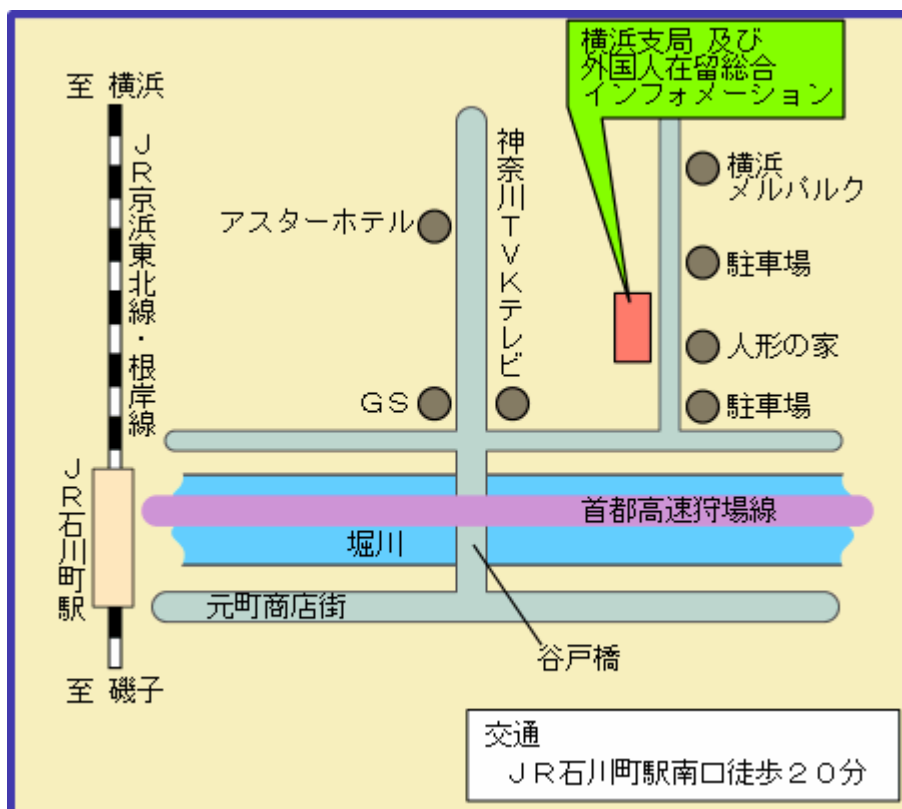 横浜支局 及び
外国人在留総合
インフォメーション
至 横浜
ＪＲ京浜東北線・根岸線
神奈川ＴＶＫテレビ
横浜
メルパルク
アスターホテル
駐車場
人形の家
ＧＳ
駐車場
ＪＲ石川町駅
首都高速狩場線
堀川
元町商店街
谷戸橋
至 磯子
交通
ＪＲ石川町駅南口徒歩２０分